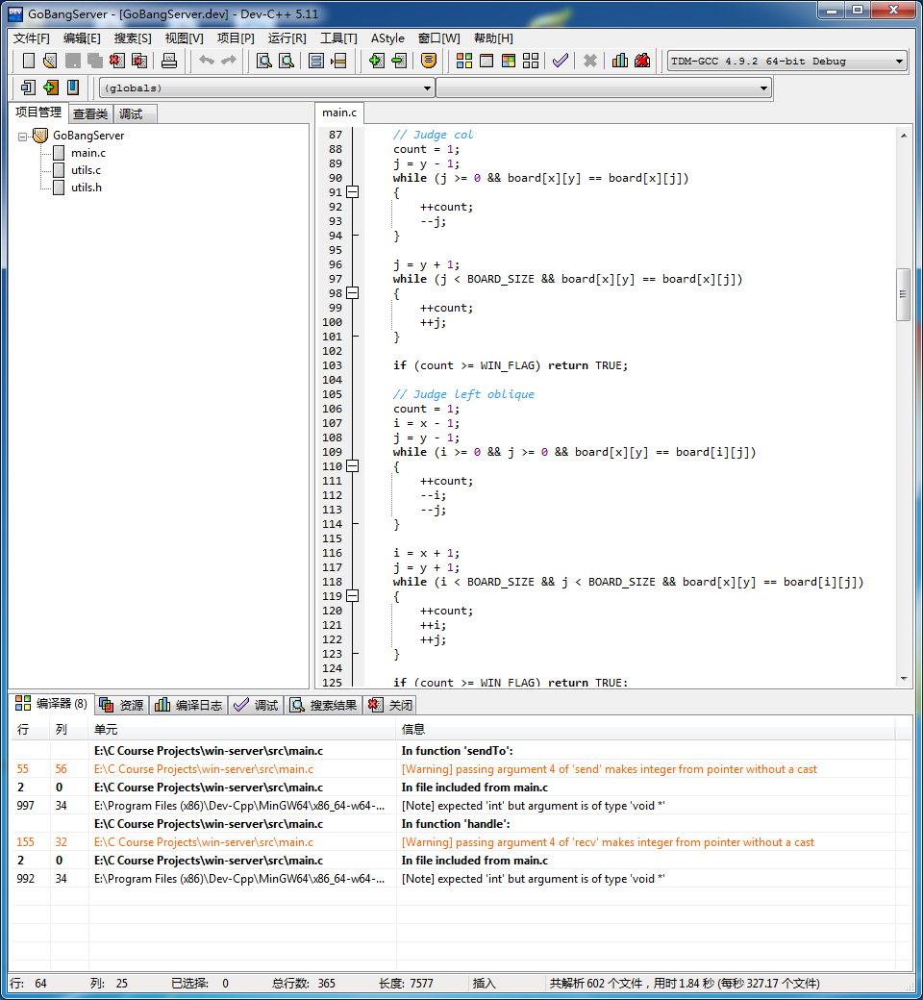 GoBangServer - [GoBangServer.dev] - Dev-C++ 5.11
文件[F] 编辑[E] 搜索[S] 视图[V] 项目[P] 运行[R] 工具[T] AStyle 窗口[W] 帮助[H]
TDM-GCC 4.9.2 64-bit Debug
(globals)
项目管理 查看类 调试
main.c
GoBangServer
main.c
utils.c
utils.h
87 // Judge col
88 count = 1;
89 j = y - 1;
90 while (j >= 0 && board[x][y] == board[x][j])
91 {
92 ++count;
93 --j;
94 }
95
96 j = y + 1;
97 while (j < BOARD_SIZE && board[x][y] == board[x][j])
98 {
99 ++count;
100 ++j;
101 }
102
103 if (count >= WIN_FLAG) return TRUE;
104
105 // Judge left oblique
106 count = 1;
107 i = x - 1;
108 j = y - 1;
109 while (i >= 0 && j >= 0 && board[x][y] == board[i][j])
110 {
111 ++count;
112 --i;
113 --j;
114 }
115
116 i = x + 1;
117 j = y + 1;
118 while (i < BOARD_SIZE && j < BOARD_SIZE && board[x][y] == board[i][j])
119 {
120 ++count;
121 ++i;
122 ++j;
123 }
124
125 if (count >= WIN_FLAG) return TRUE;
编译器 (8) 资源 编译日志 调试 搜索结果 关闭
行 列 单元 信息
E:\C Course Projects\win-server\src\main.c In function 'sendTo':
55 56 E:\C Course Projects\win-server\src\main.c [Warning] passing argument 4 of 'send' makes integer from pointer without a cast
2 0 E:\C Course Projects\win-server\src\main.c In file included from main.c
997 34 E:\Program Files (x86)\Dev-Cpp\MinGW64\x86_64-w64-... [Note] expected 'int' but argument is of type 'void *'
E:\C Course Projects\win-server\src\main.c In function 'handle':
155 32 E:\C Course Projects\win-server\src\main.c [Warning] passing argument 4 of 'recv' makes integer from pointer without a cast
2 0 E:\C Course Projects\win-server\src\main.c In file included from main.c
992 34 E:\Program Files (x86)\Dev-Cpp\MinGW64\x86_64-w64-... [Note] expected 'int' but argument is of type 'void *'
行: 64 列: 25 已选择: 0 总行数: 365 长度: 7577 插入 共解析 602 个文件，用时 1.84 秒 (每秒 327.17 个文件)